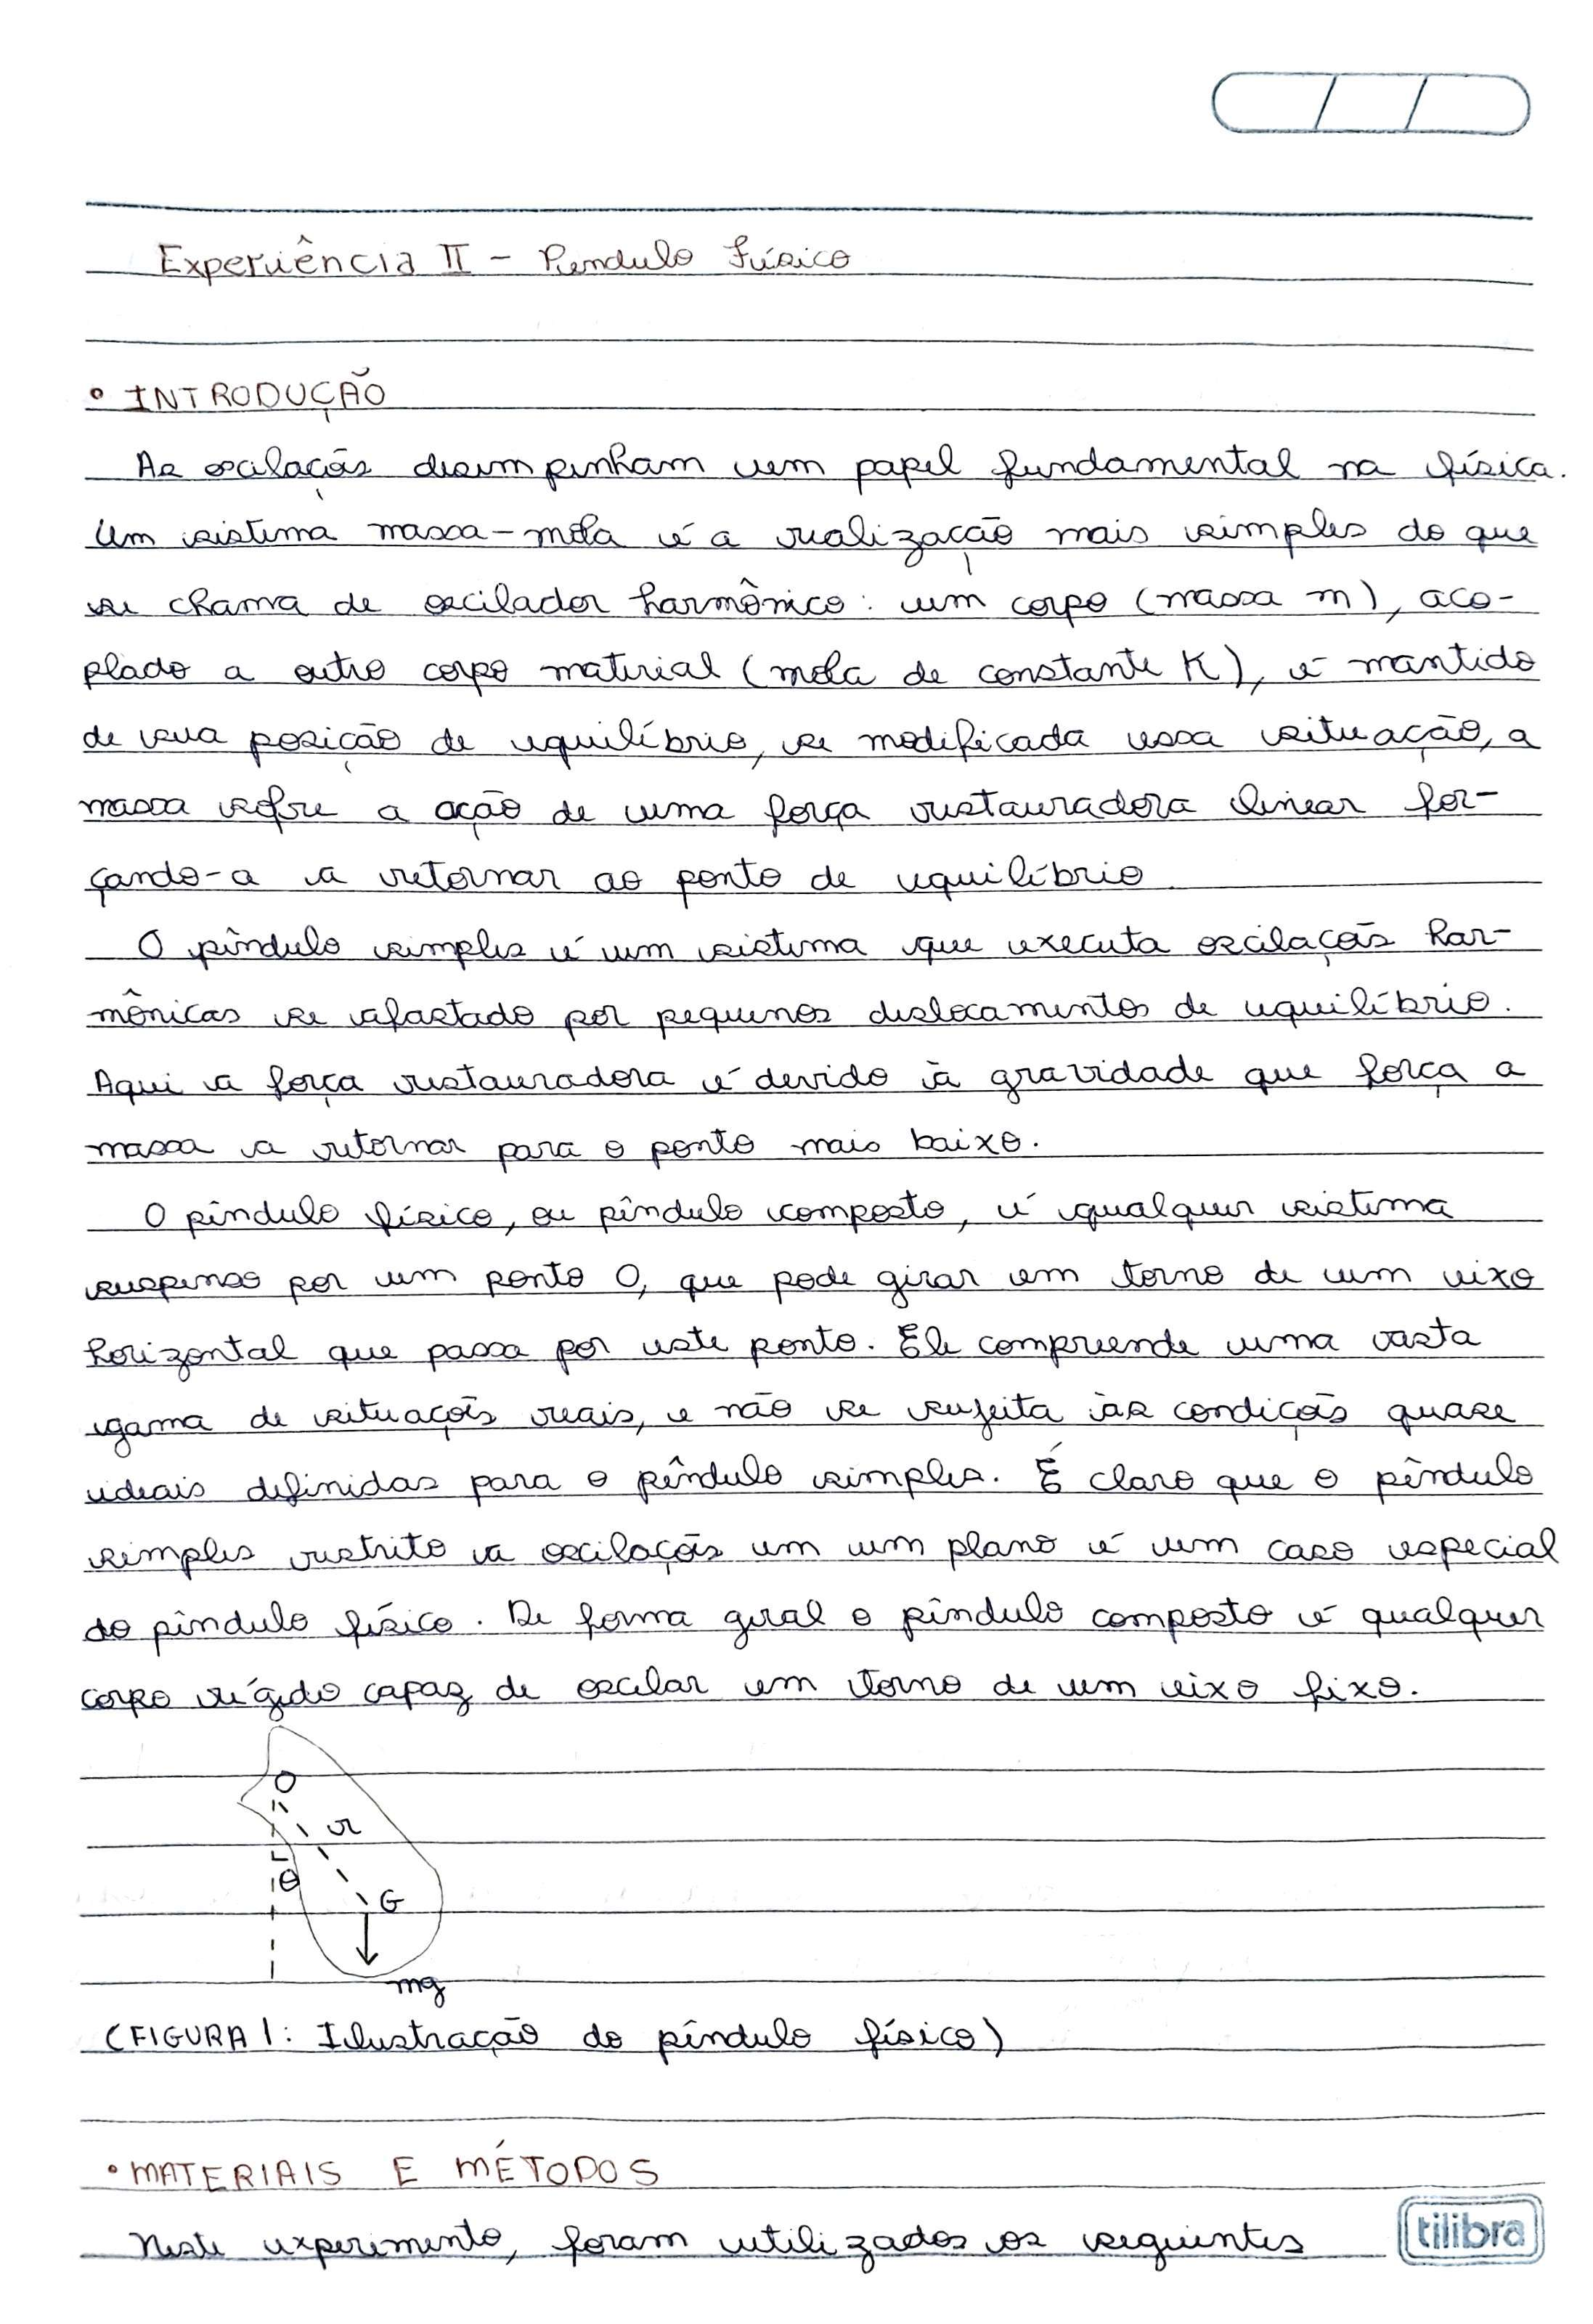 Experiência II - Pendulo Físico
• INTRODUÇÃO
As oscilações desempenham um papel fundamental na física.
Um sistema massa-mola é a realização mais simples do que
se chama de oscilador harmônico: um corpo (massa m), aco-
plado a outro corpo material (mola de constante K), é mantido
de sua posição de equilíbrio, se modificada essa situação, a
massa sofre a ação de uma força restauradora linear for-
çando-a a retornar ao ponto de equilíbrio
O pêndulo simples é um sistema que executa oscilações har-
mônicas se afastado por pequenos deslocamentos de equilíbrio.
Aqui a força restauradora é devido à gravidade que força a
massa a retornar para o ponto mais baixo.
O pêndulo físico, ou pêndulo composto, é qualquer sistema
suspenso por um ponto O, que pode girar em torno de um eixo
horizontal que passa por este ponto. Ele compreende uma vasta
gama de situações reais, e não se sujeita às condições quase
ideais definidas para o pêndulo simples. É claro que o pêndulo
simples restrito a oscilações em um plano é um caso especial
do pêndulo físico. De forma geral o pêndulo composto é qualquer
corpo rígido capaz de oscilar em torno de um eixo fixo.
O
r
θ
G
mg
(FIGURA 1: Ilustração do pêndulo físico)
• MATERIAIS E MÉTODOS
Neste experimento, foram utilizados os seguintes
tilibra